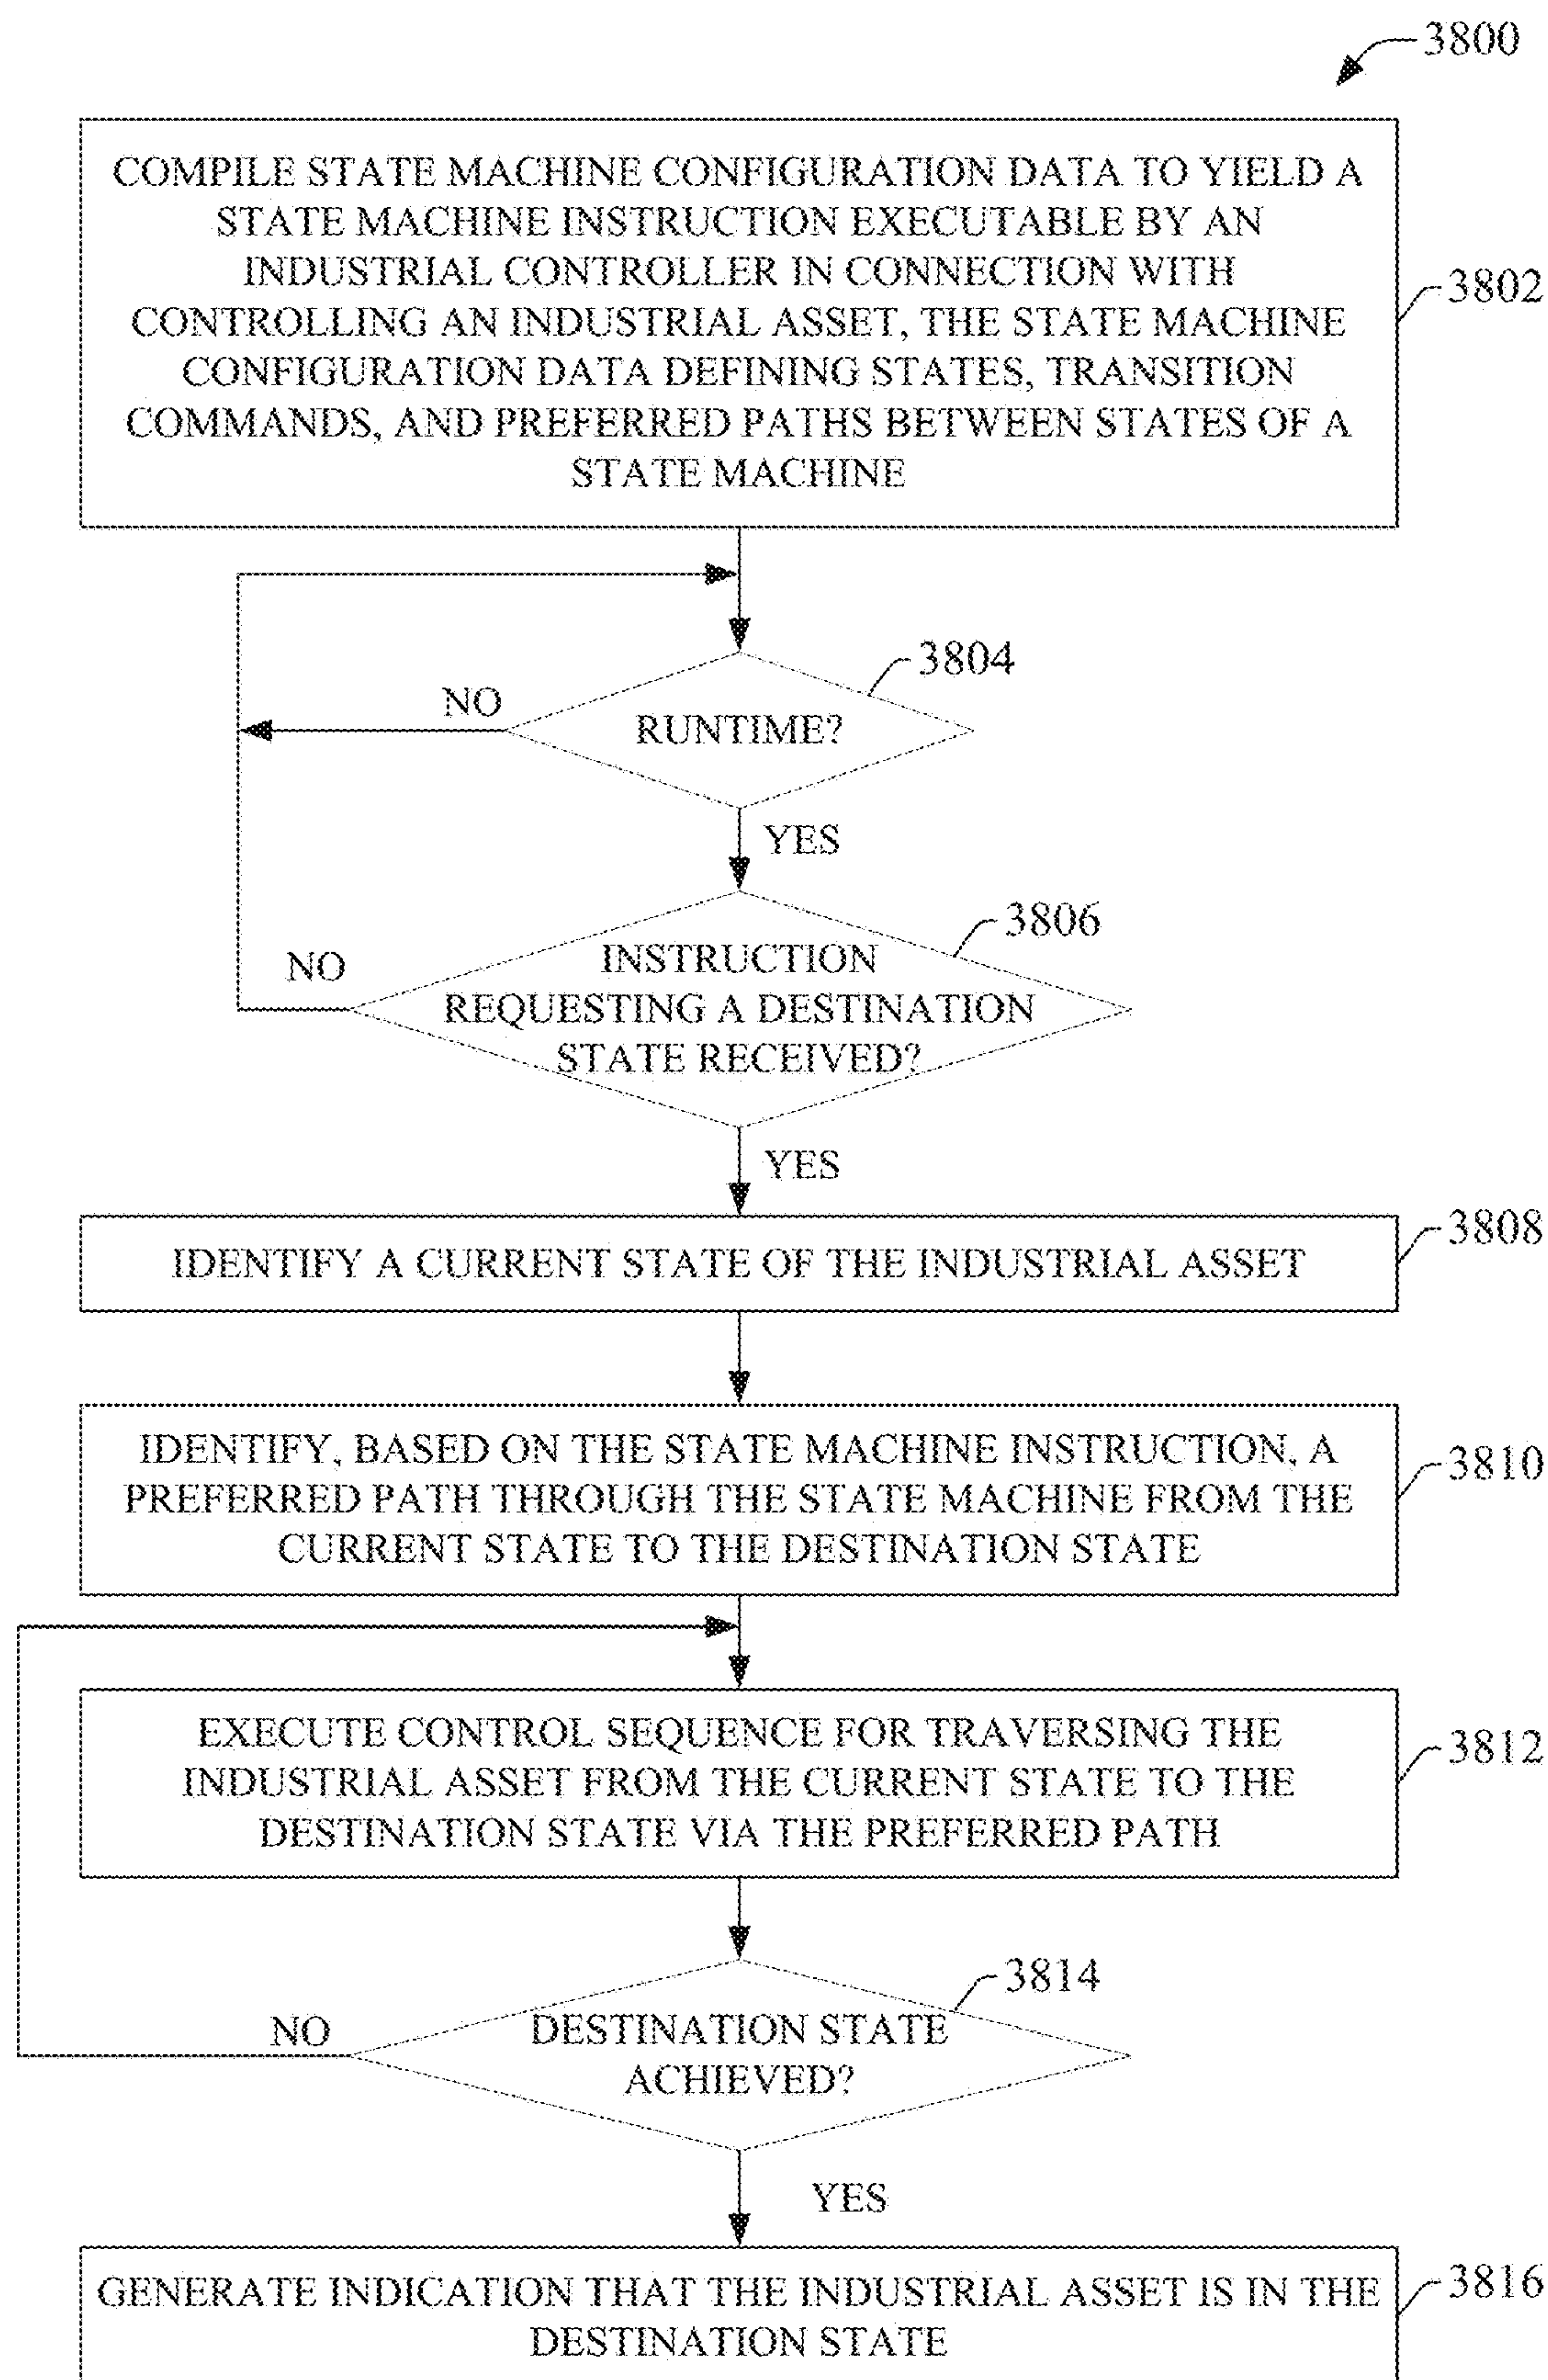 3800
COMPILE STATE MACHINE CONFIGURATION DATA TO YIELD A
STATE MACHINE INSTRUCTION EXECUTABLE BY AN
INDUSTRIAL CONTROLLER IN CONNECTION WITH
CONTROLLING AN INDUSTRIAL ASSET, THE STATE MACHINE
CONFIGURATION DATA DEFINING STATES, TRANSITION
COMMANDS, AND PREFERRED PATHS BETWEEN STATES OF A
STATE MACHINE
3802
3804
NO
RUNTIME?
YES
3806
NO
INSTRUCTION
REQUESTING A DESTINATION
STATE RECEIVED?
YES
3808
IDENTIFY A CURRENT STATE OF THE INDUSTRIAL ASSET
IDENTIFY, BASED ON THE STATE MACHINE INSTRUCTION, A
PREFERRED PATH THROUGH THE STATE MACHINE FROM THE
CURRENT STATE TO THE DESTINATION STATE
3810
EXECUTE CONTROL SEQUENCE FOR TRAVERSING THE
INDUSTRIAL ASSET FROM THE CURRENT STATE TO THE
DESTINATION STATE VIA THE PREFERRED PATH
3812
3814
NO
DESTINATION STATE
ACHIEVED?
YES
GENERATE INDICATION THAT THE INDUSTRIAL ASSET IS IN THE
DESTINATION STATE
3816